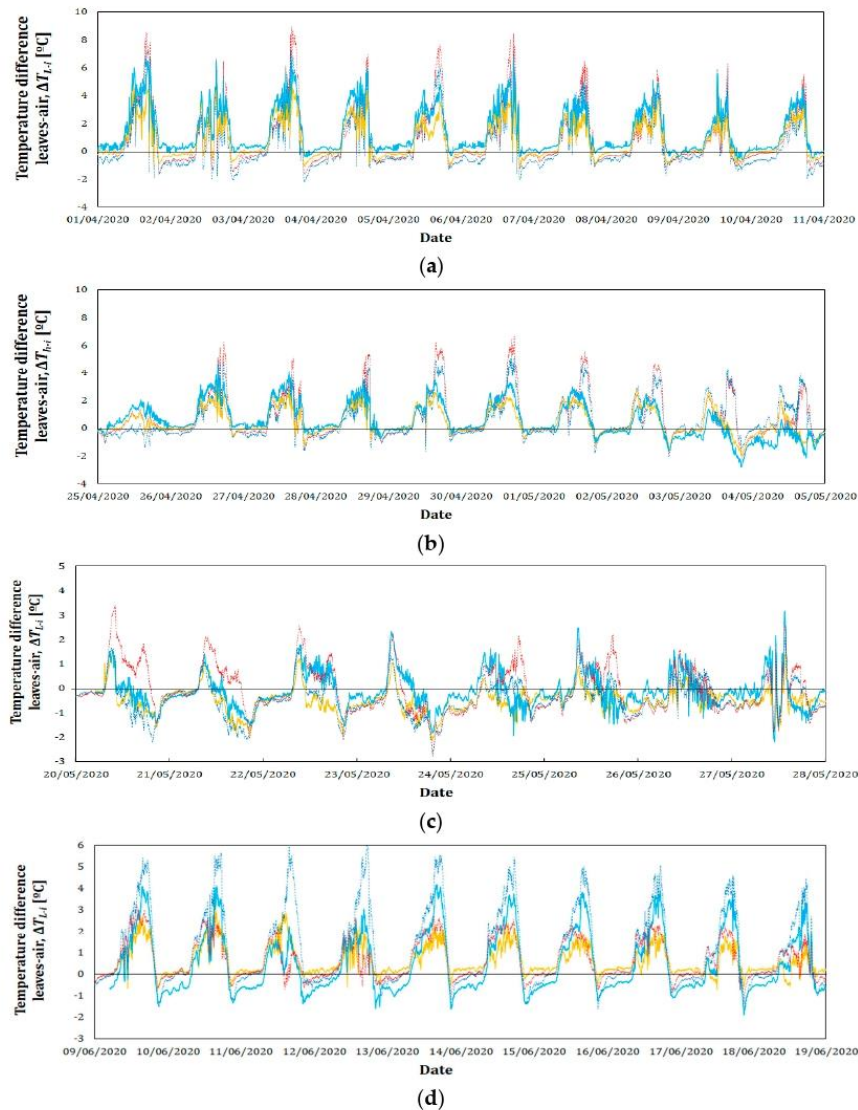 Temperature difference
leaves-air, ΔT_L-i [ºC]
10
8
6
4
2
0
-2
-4
01/04/2020 02/04/2020 03/04/2020 04/04/2020 05/04/2020 06/04/2020 07/04/2020 08/04/2020 09/04/2020 10/04/2020 11/04/2020
Date
(a)
Temperature difference
leaves-air, ΔT_h-i [ºC]
10
8
6
4
2
0
-2
-4
25/04/2020 26/04/2020 27/04/2020 28/04/2020 29/04/2020 30/04/2020 01/05/2020 02/05/2020 03/05/2020 04/05/2020 05/05/2020
Date
(b)
Temperature difference
leaves-air, ΔT_L-i [ºC]
5
4
3
2
1
0
-1
-2
-3
20/05/2020 21/05/2020 22/05/2020 23/05/2020 24/05/2020 25/05/2020 26/05/2020 27/05/2020 28/05/2020
Date
(c)
Temperature difference
leaves-air, ΔT_L-i [ºC]
6
5
4
3
2
1
0
-1
-2
-3
09/06/2020 10/06/2020 11/06/2020 12/06/2020 13/06/2020 14/06/2020 15/06/2020 16/06/2020 17/06/2020 18/06/2020 19/06/2020
Date
(d)